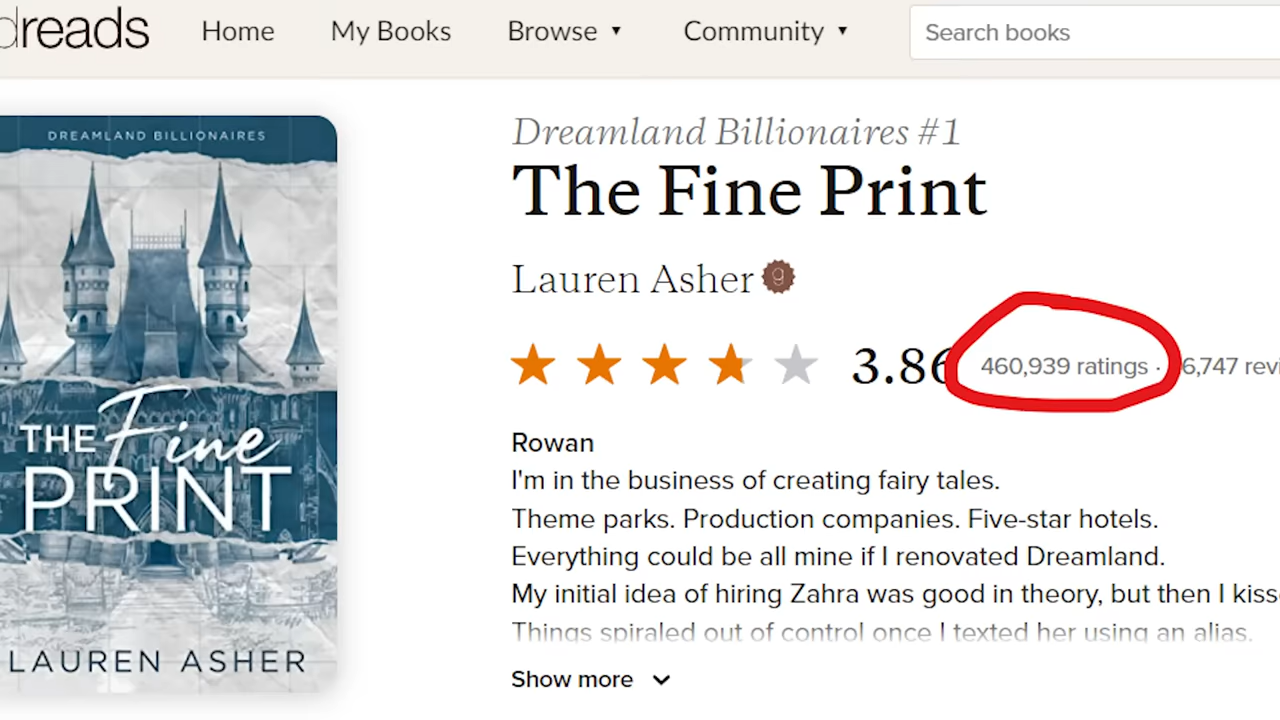 dreads Home My Books Browse ▼ Community ▼ Search books
DREAMLAND BILLIONAIRES
THE Fine
PRINT
LAUREN ASHER
Dreamland Billionaires #1
The Fine Print
Lauren Asher g
3.86 460,939 ratings · 6,747 revi
Rowan
I'm in the business of creating fairy tales.
Theme parks. Production companies. Five-star hotels.
Everything could be all mine if I renovated Dreamland.
My initial idea of hiring Zahra was good in theory, but then I kiss
Things spiraled out of control once I texted her using an alias.
Show more